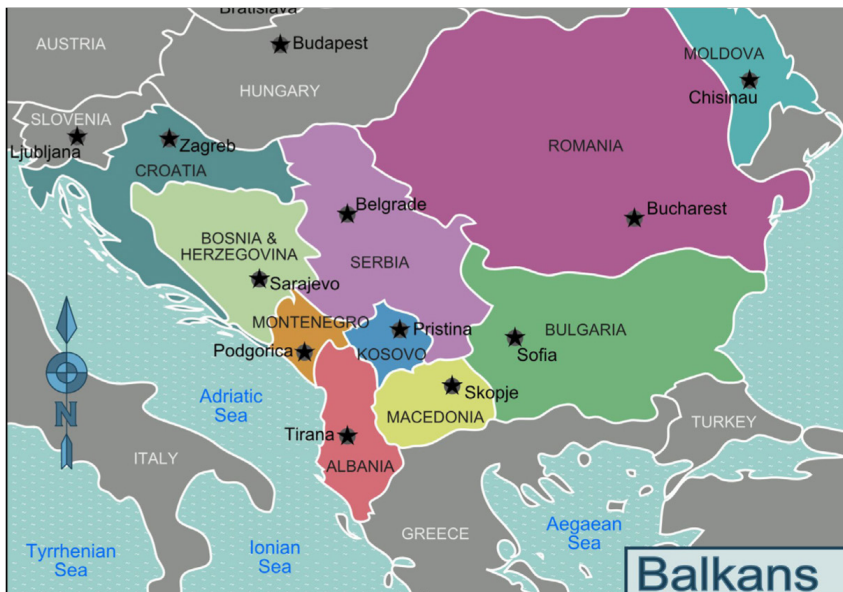 Bratislava
AUSTRIA
Budapest
MOLDOVA
HUNGARY
Chisinau
SLOVENIA
Ljubljana
Zagreb
ROMANIA
CROATIA
Belgrade
Bucharest
BOSNIA &
HERZEGOVINA
SERBIA
Sarajevo
MONTENEGRO
Pristina
BULGARIA
Podgorica
KOSOVO
Sofia
Adriatic
Sea
Skopje
MACEDONIA
N
TURKEY
Tirana
ITALY
ALBANIA
GREECE
Aegaean
Sea
Tyrrhenian
Sea
Ionian
Sea
Balkans